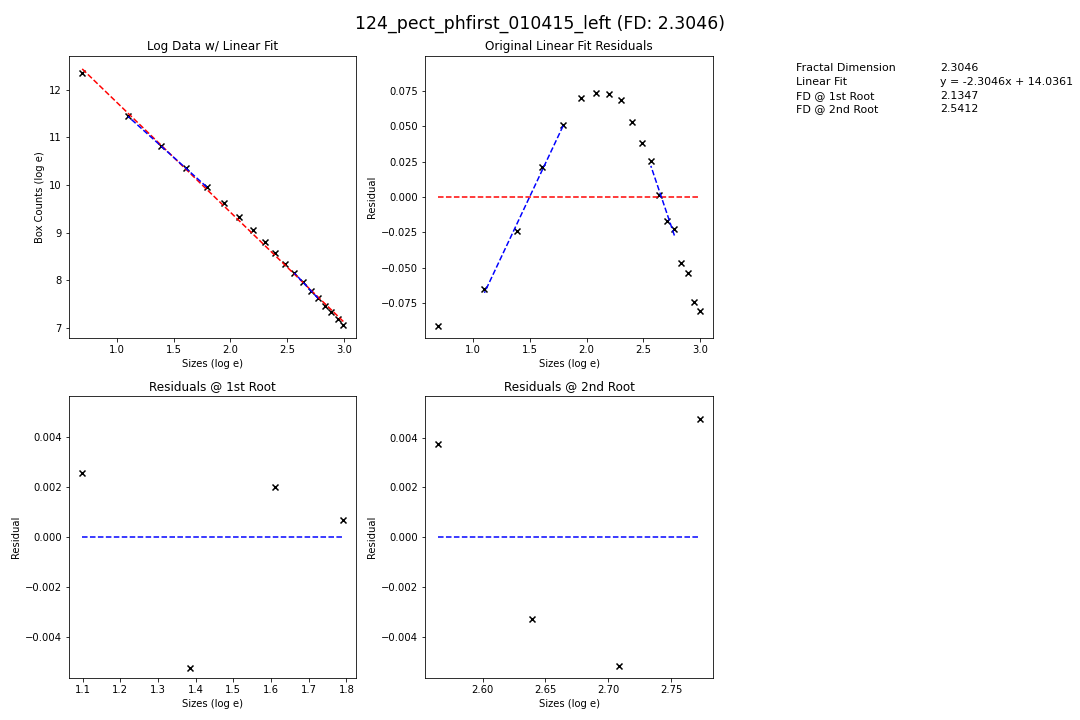 124_pect_phfirst_010415_left (FD: 2.3046)
Log Data w/ Linear Fit
12
11
10
9
8
7
Box Counts (log e)
1.0 1.5 2.0 2.5 3.0
Sizes (log e)
Original Linear Fit Residuals
0.075
0.050
0.025
0.000
−0.025
−0.050
−0.075
Residual
1.0 1.5 2.0 2.5 3.0
Sizes (log e)
Fractal Dimension 2.3046
Linear Fit y = -2.3046x + 14.0361
FD @ 1st Root 2.1347
FD @ 2nd Root 2.5412
Residuals @ 1st Root
0.004
0.002
0.000
−0.002
−0.004
Residual
1.1 1.2 1.3 1.4 1.5 1.6 1.7 1.8
Sizes (log e)
Residuals @ 2nd Root
0.004
0.002
0.000
−0.002
−0.004
Residual
2.60 2.65 2.70 2.75
Sizes (log e)